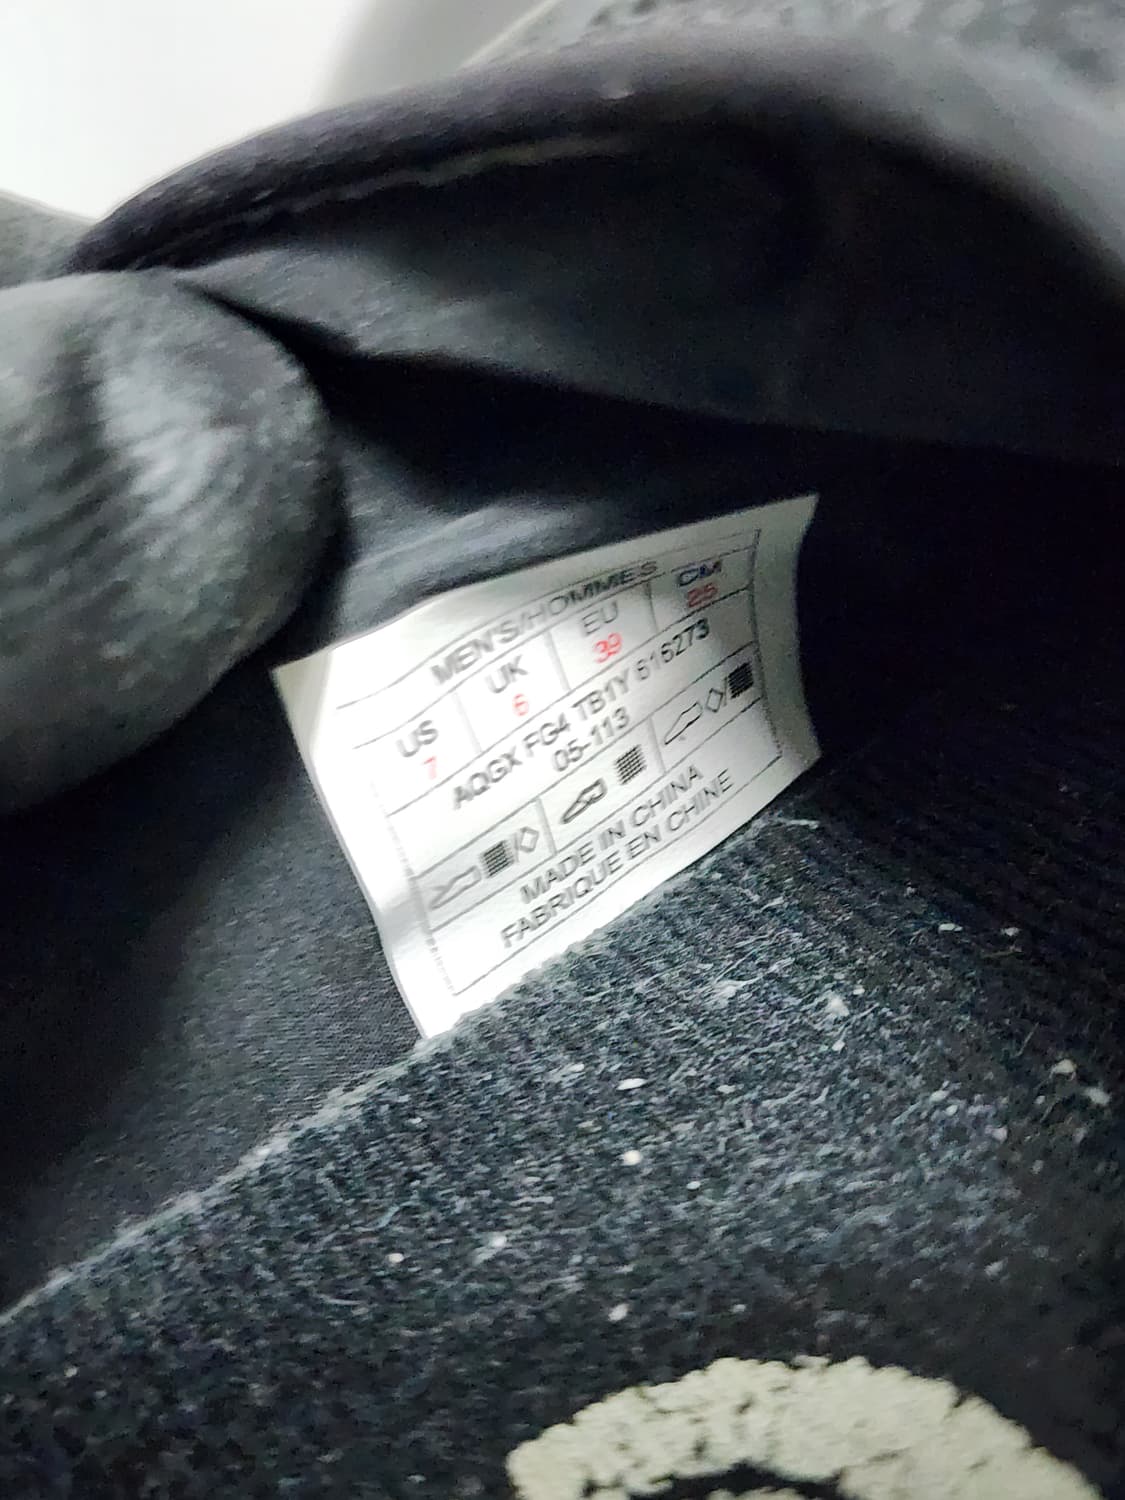 MEN'S/HOMMES
US UK EU CM
7 6 39 25
AQGX FG4 TB1Y 616273
05-113
MADE IN CHINA
FABRIQUE EN CHINE